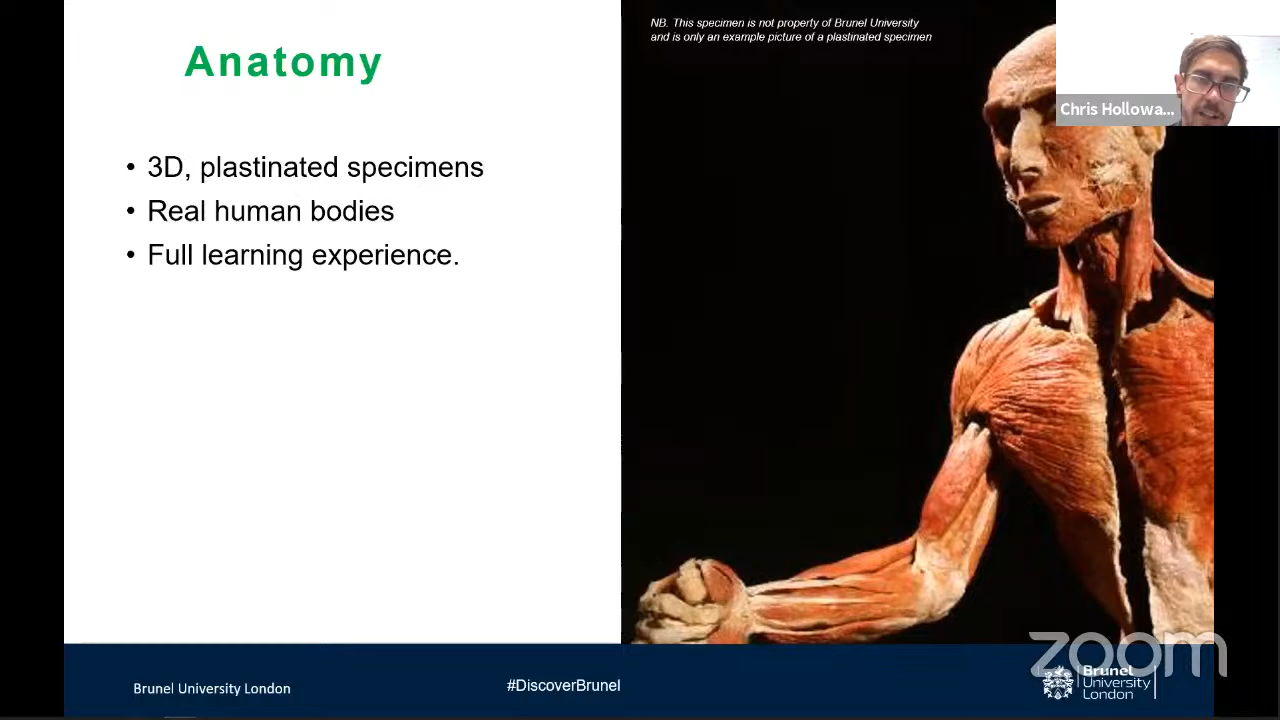 Anatomy
• 3D, plastinated specimens
• Real human bodies
• Full learning experience.
NB. This specimen is not property of Brunel University
and is only an example picture of a plastinated specimen
Chris Hollowa...
zoom
Brunel University London
#DiscoverBrunel
Brunel
University
London